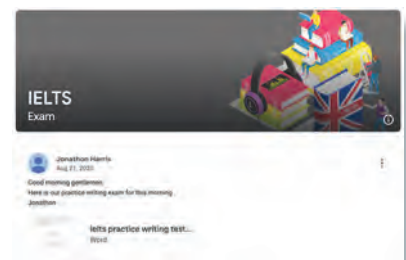 IELTS
Exam
Jonathon Harris
Aug 21, 2020
Good morning gentlemen,
Here is our practice writing exam for this morning
Jonathon
Ielts practice writing test...
Word